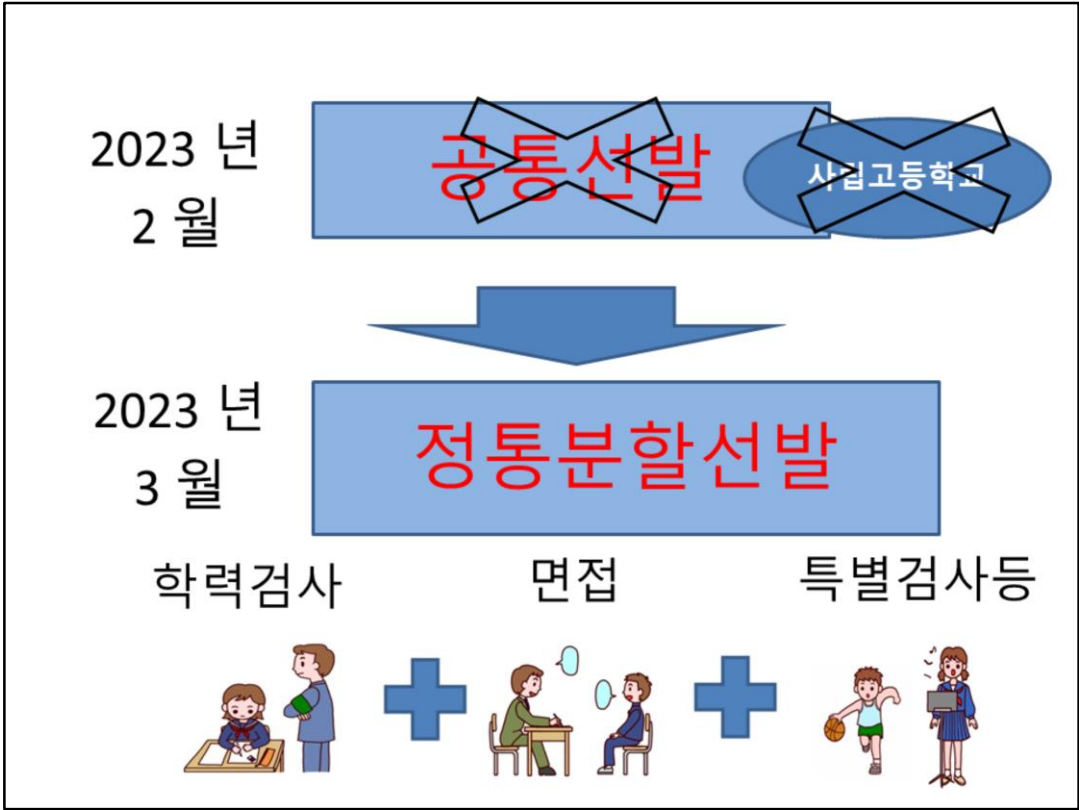 2023 년
2 월
공통선발
사립고등학교
2023 년
3 월
정통분할선발
학력검사
면접
특별검사등